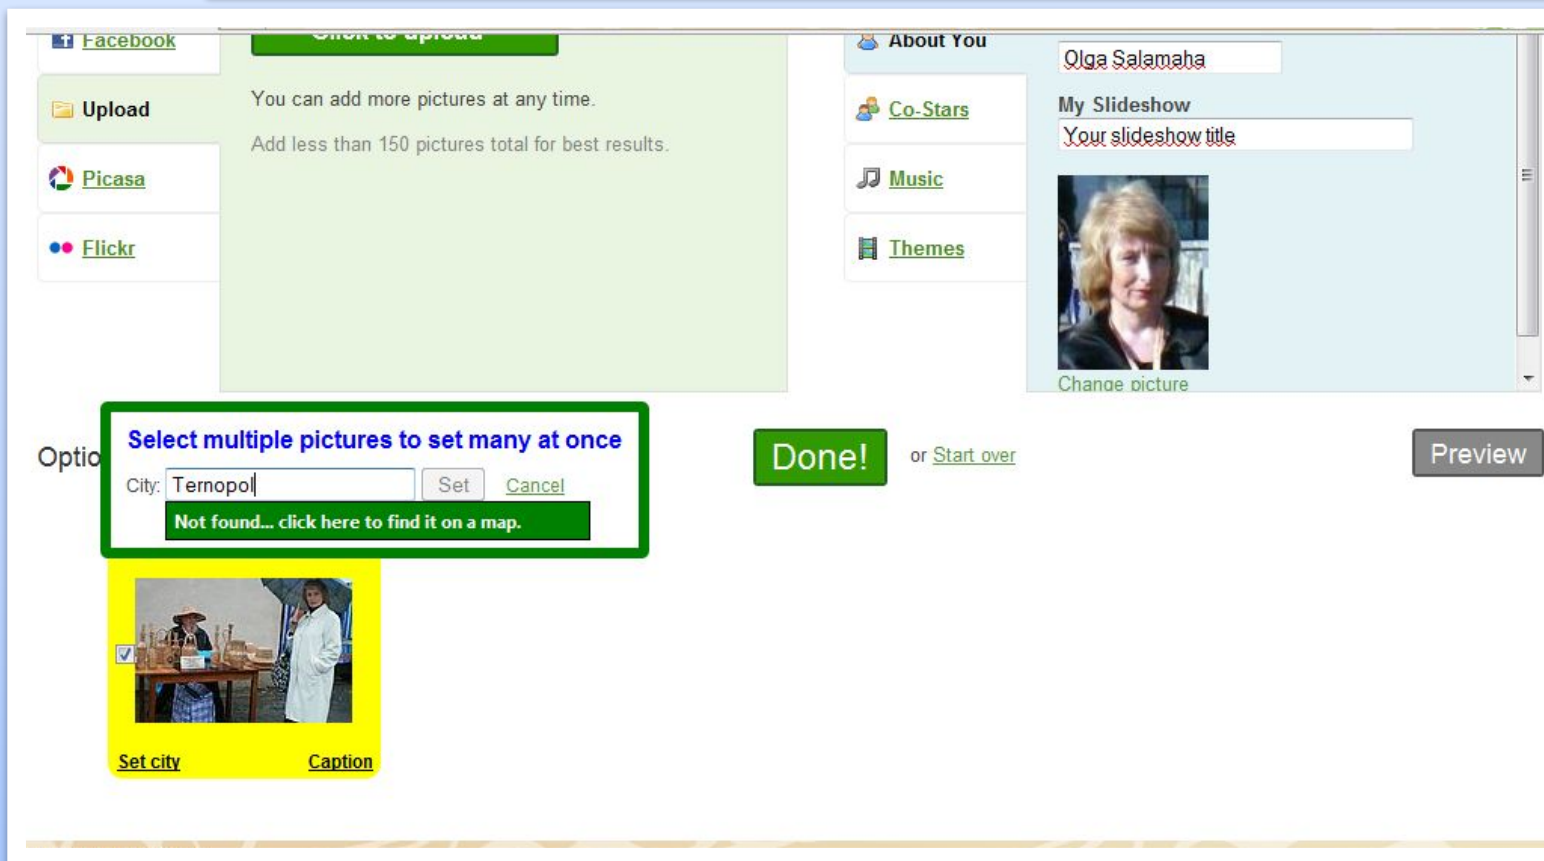 Facebook
Click to upload
Upload
You can add more pictures at any time.
Add less than 150 pictures total for best results.
Picasa
Flickr
About You
Olga Salamaha
Co-Stars
My Slideshow
Your slideshow title
Music
Themes
Change picture
Optio
Select multiple pictures to set many at once
City: Ternopol Set Cancel
Not found... click here to find it on a map.
Done! or Start over
Preview
Set city Caption